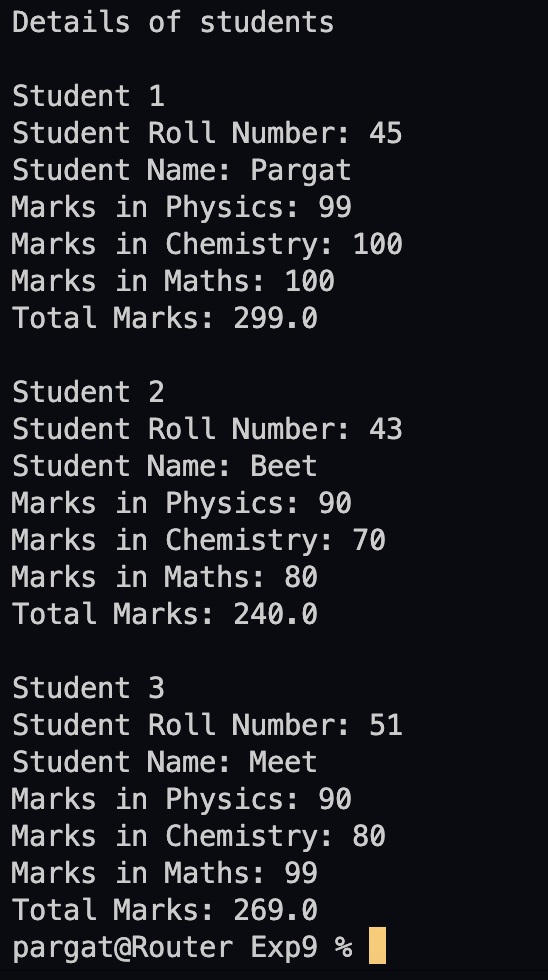 Details of students
Student 1
Student Roll Number: 45
Student Name: Pargat
Marks in Physics: 99
Marks in Chemistry: 100
Marks in Maths: 100
Total Marks: 299.0
Student 2
Student Roll Number: 43
Student Name: Beet
Marks in Physics: 90
Marks in Chemistry: 70
Marks in Maths: 80
Total Marks: 240.0
Student 3
Student Roll Number: 51
Student Name: Meet
Marks in Physics: 90
Marks in Chemistry: 80
Marks in Maths: 99
Total Marks: 269.0
pargat@Router Exp9 %